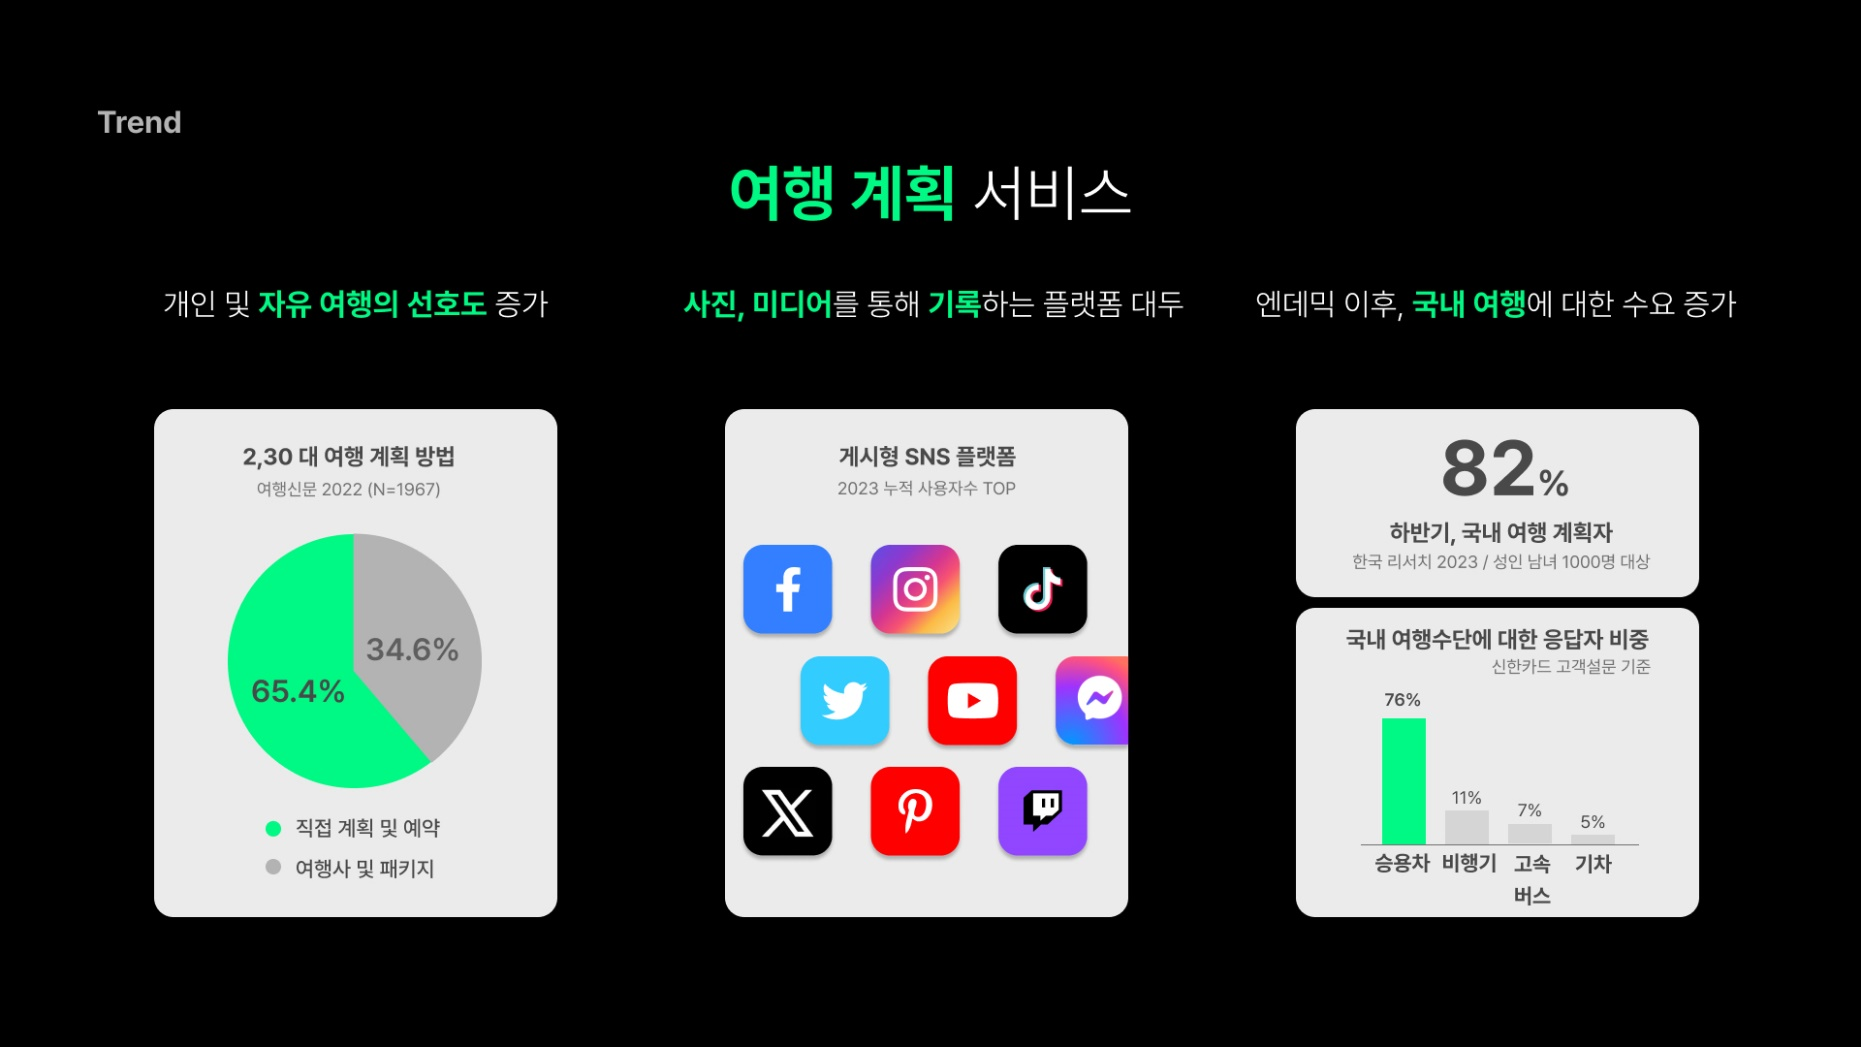 Trend
여행 계획 서비스
개인 및 자유 여행의 선호도 증가
2,30 대 여행 계획 방법
여행신문 2022 (N=1967)
34.6%
65.4%
직접 계획 및 예약
여행사 및 패키지
사진, 미디어를 통해 기록하는 플랫폼 대두
게시형 SNS 플랫폼
2023 누적 사용자수 TOP
엔데믹 이후, 국내 여행에 대한 수요 증가
82%
하반기, 국내 여행 계획자
한국 리서치 2023 / 성인 남녀 1000명 대상
국내 여행수단에 대한 응답자 비중
신한카드 고객설문 기준
76%
11%
7%
5%
승용차 비행기 고속 기차
버스